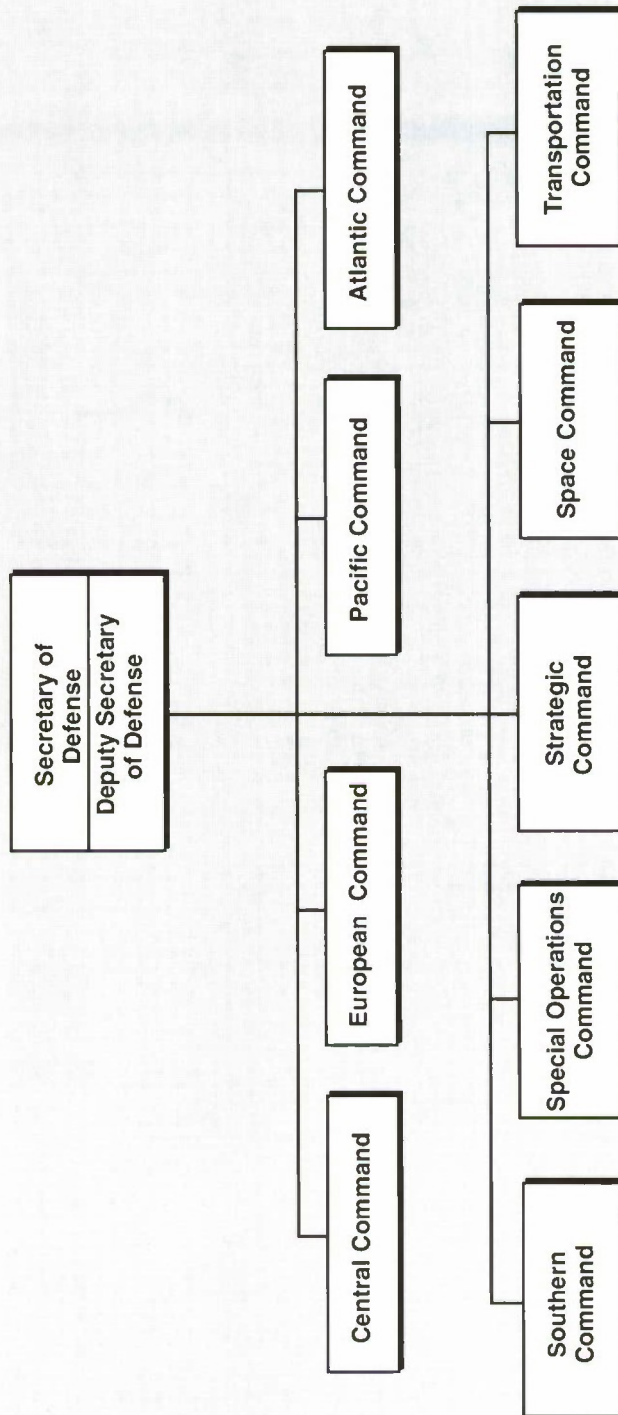 Secretary of
Defense
Deputy Secretary
of Defense
Central Command
European Command
Pacific Command
Atlantic Command
Southern
Command
Special Operations
Command
Strategic
Command
Space Command
Transportation
Command